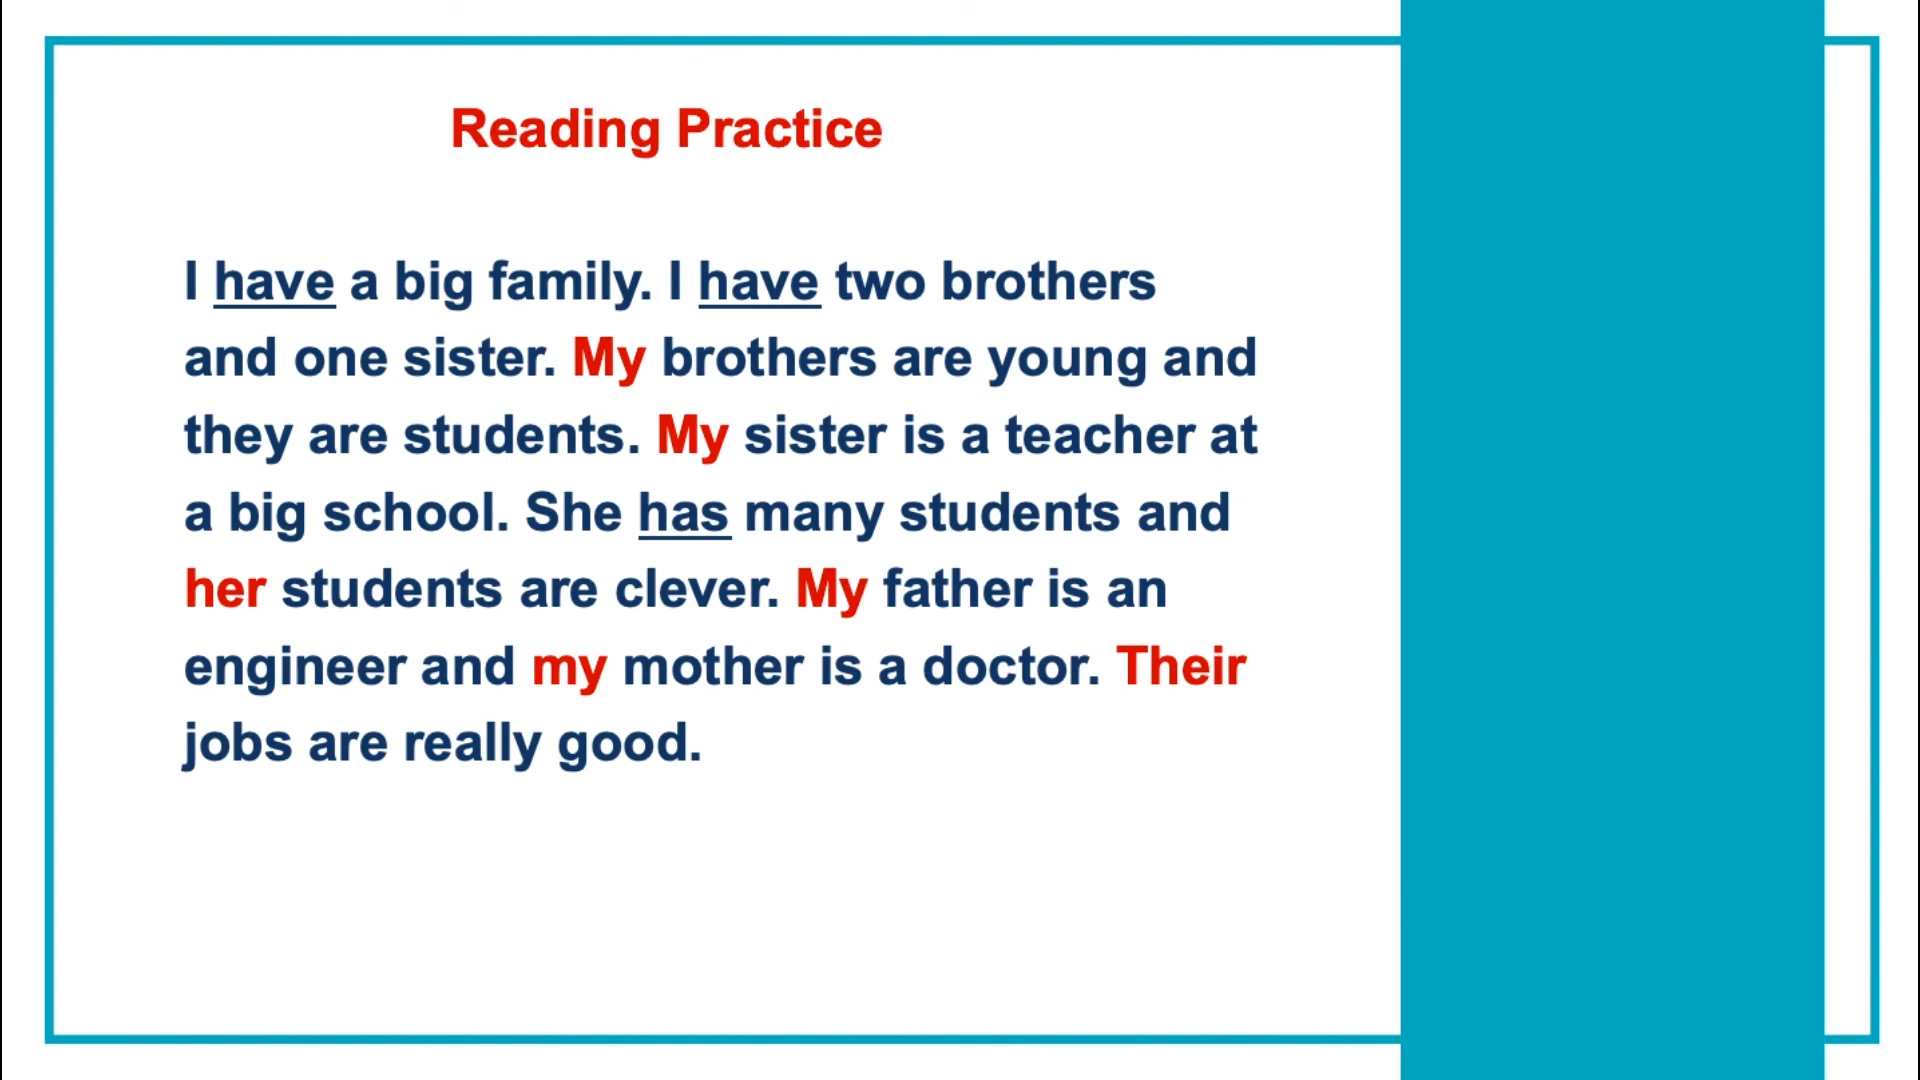 Reading Practice
I have a big family. I have two brothers
and one sister. My brothers are young and
they are students. My sister is a teacher at
a big school. She has many students and
her students are clever. My father is an
engineer and my mother is a doctor. Their
jobs are really good.